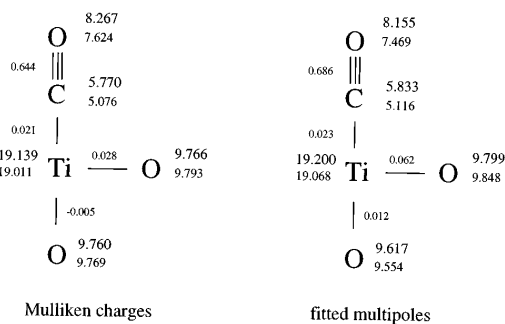 8.267
O 7.624
0.644
5.770
C 5.076
0.021
19.139 0.028 9.766
19.011 Ti O 9.793
-0.005
9.760
O 9.769
Mulliken charges
8.155
O 7.469
0.686
5.833
C 5.116
0.023
19.200 0.062 9.799
19.068 Ti O 9.848
0.012
9.617
O 9.554
fitted multipoles